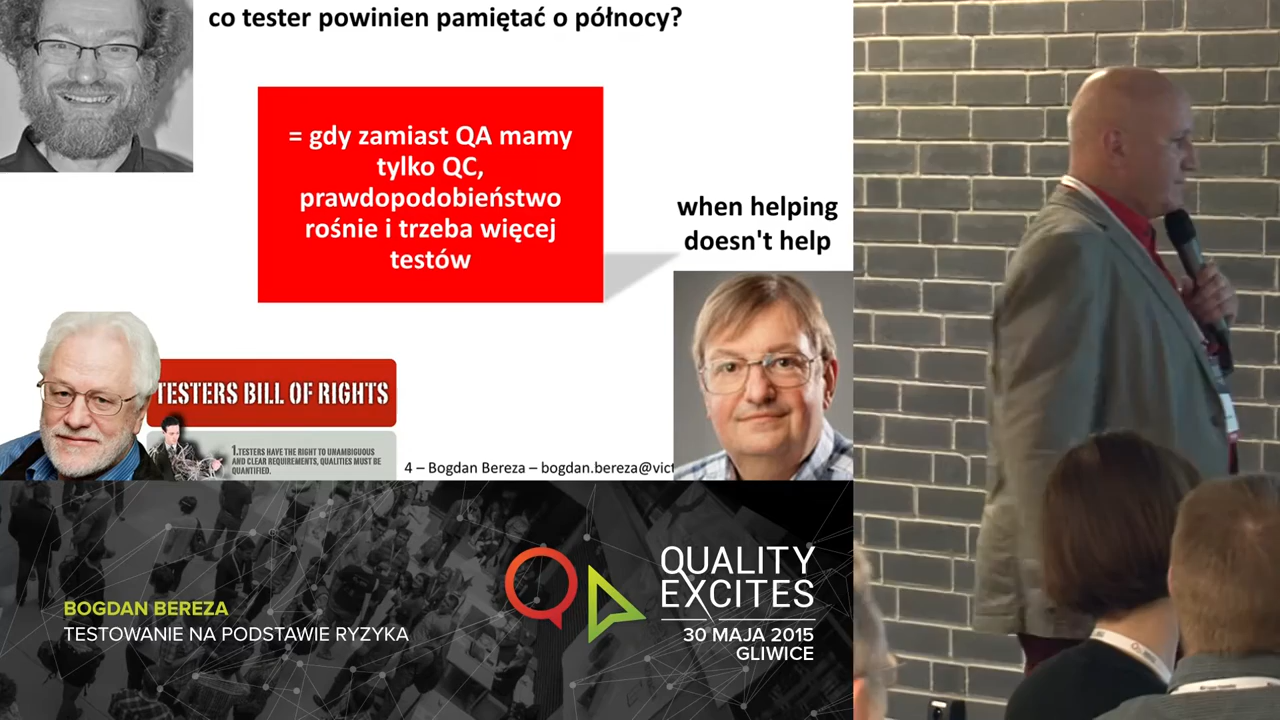 co tester powinien pamiętać o północy?
= gdy zamiast QA mamy
tylko QC,
prawdopodobieństwo
rośnie i trzeba więcej
testów
when helping
doesn't help
TESTERS BILL OF RIGHTS
1.TESTERS HAVE THE RIGHT TO UNAMBIGUOUS
AND CLEAR REQUIREMENTS, QUALITIES MUST BE
QUANTIFIED.
4 – Bogdan Bereza – bogdan.bereza@vict
BOGDAN BEREZA
TESTOWANIE NA PODSTAWIE RYZYKA
QUALITY
EXCITES
30 MAJA 2015
GLIWICE